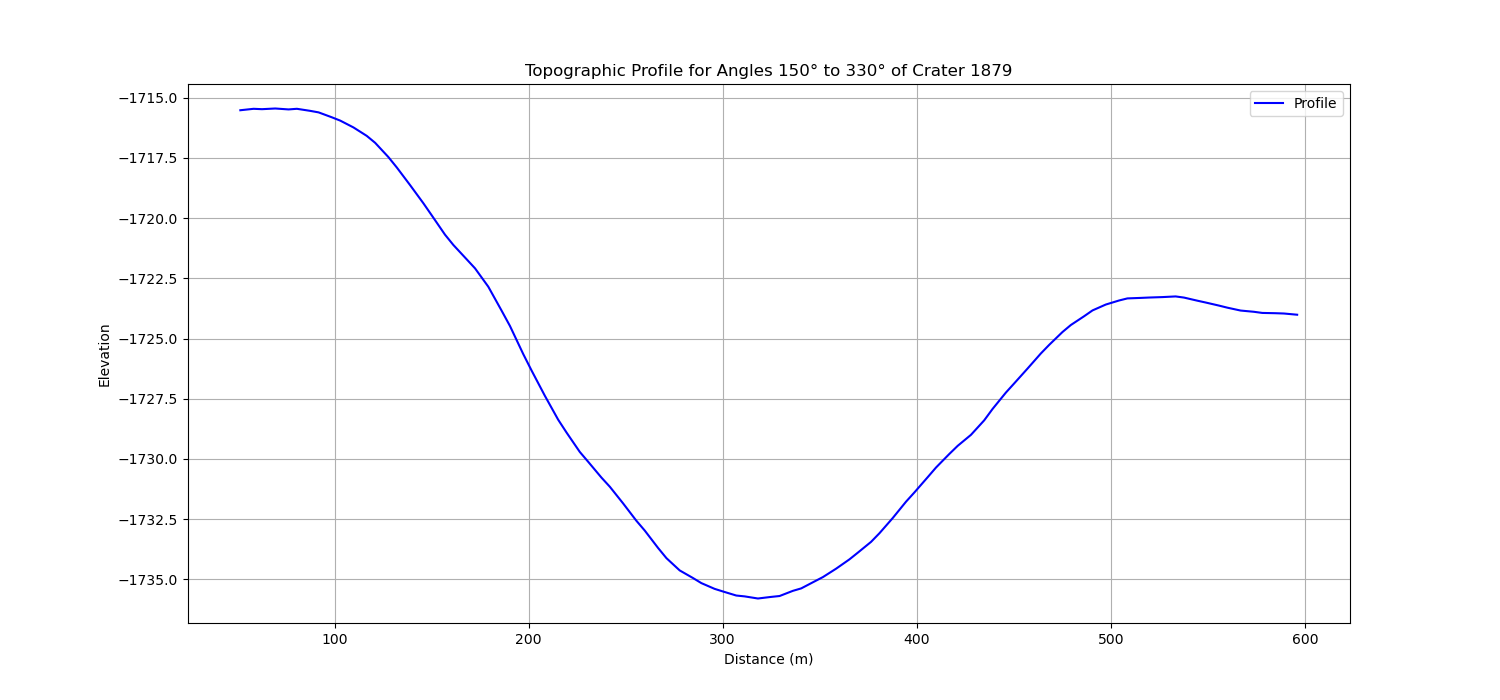 Topographic Profile for Angles 150° to 330° of Crater 1879
Profile
Elevation
−1715.0
−1717.5
−1720.0
−1722.5
−1725.0
−1727.5
−1730.0
−1732.5
−1735.0
100 200 300 400 500 600
Distance (m)